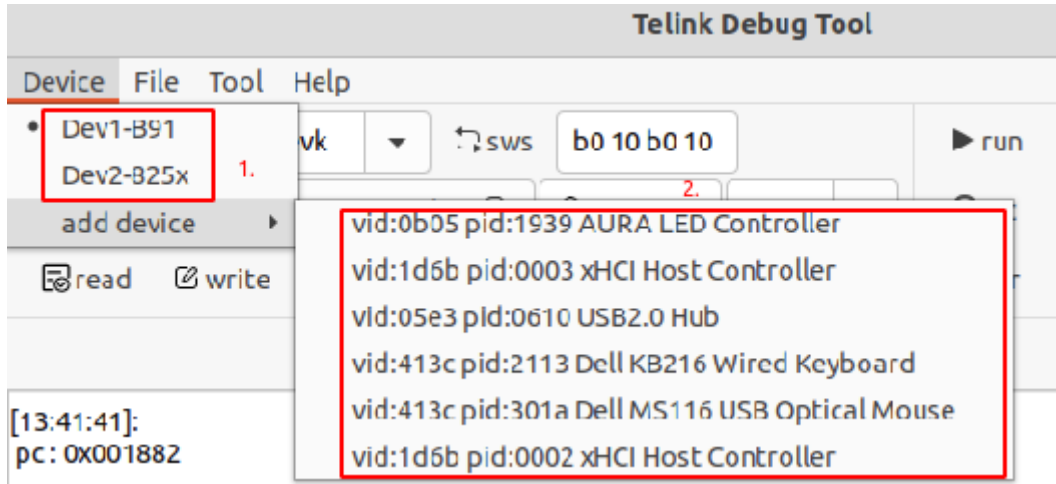 Telink Debug Tool
Device File Tool Help
Dev1-B91
vk
sws
b0 10 b0 10
run
Dev2-B25x
1.
2.
add device
vid:0b05 pid:1939 AURA LED Controller
vid:1d6b pid:0003 xHCI Host Controller
read
write
vid:05e3 pid:0610 USB2.0 Hub
vid:413c pid:2113 Dell KB216 Wired Keyboard
vid:413c pid:301a Dell MS116 USB Optical Mouse
vid:1d6b pid:0002 xHCI Host Controller
[13:41:41]:
pc: 0x001882